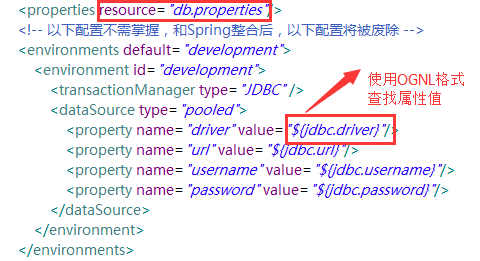 <properties resource="db.properties"/>
<!-- 以下配置不需掌握，和Spring整合后，以下配置将被废除 -->
<environments default="development">
<environment id="development">
<transactionManager type="JDBC"/>
<dataSource type="pooled">
<property name="driver" value="${jdbc.driver}"/>
<property name="url" value="${jdbc.url}"/>
<property name="username" value="${jdbc.username}"/>
<property name="password" value="${jdbc.password}"/>
</dataSource>
</environment>
</environments>
使用OGNL格式
查找属性值